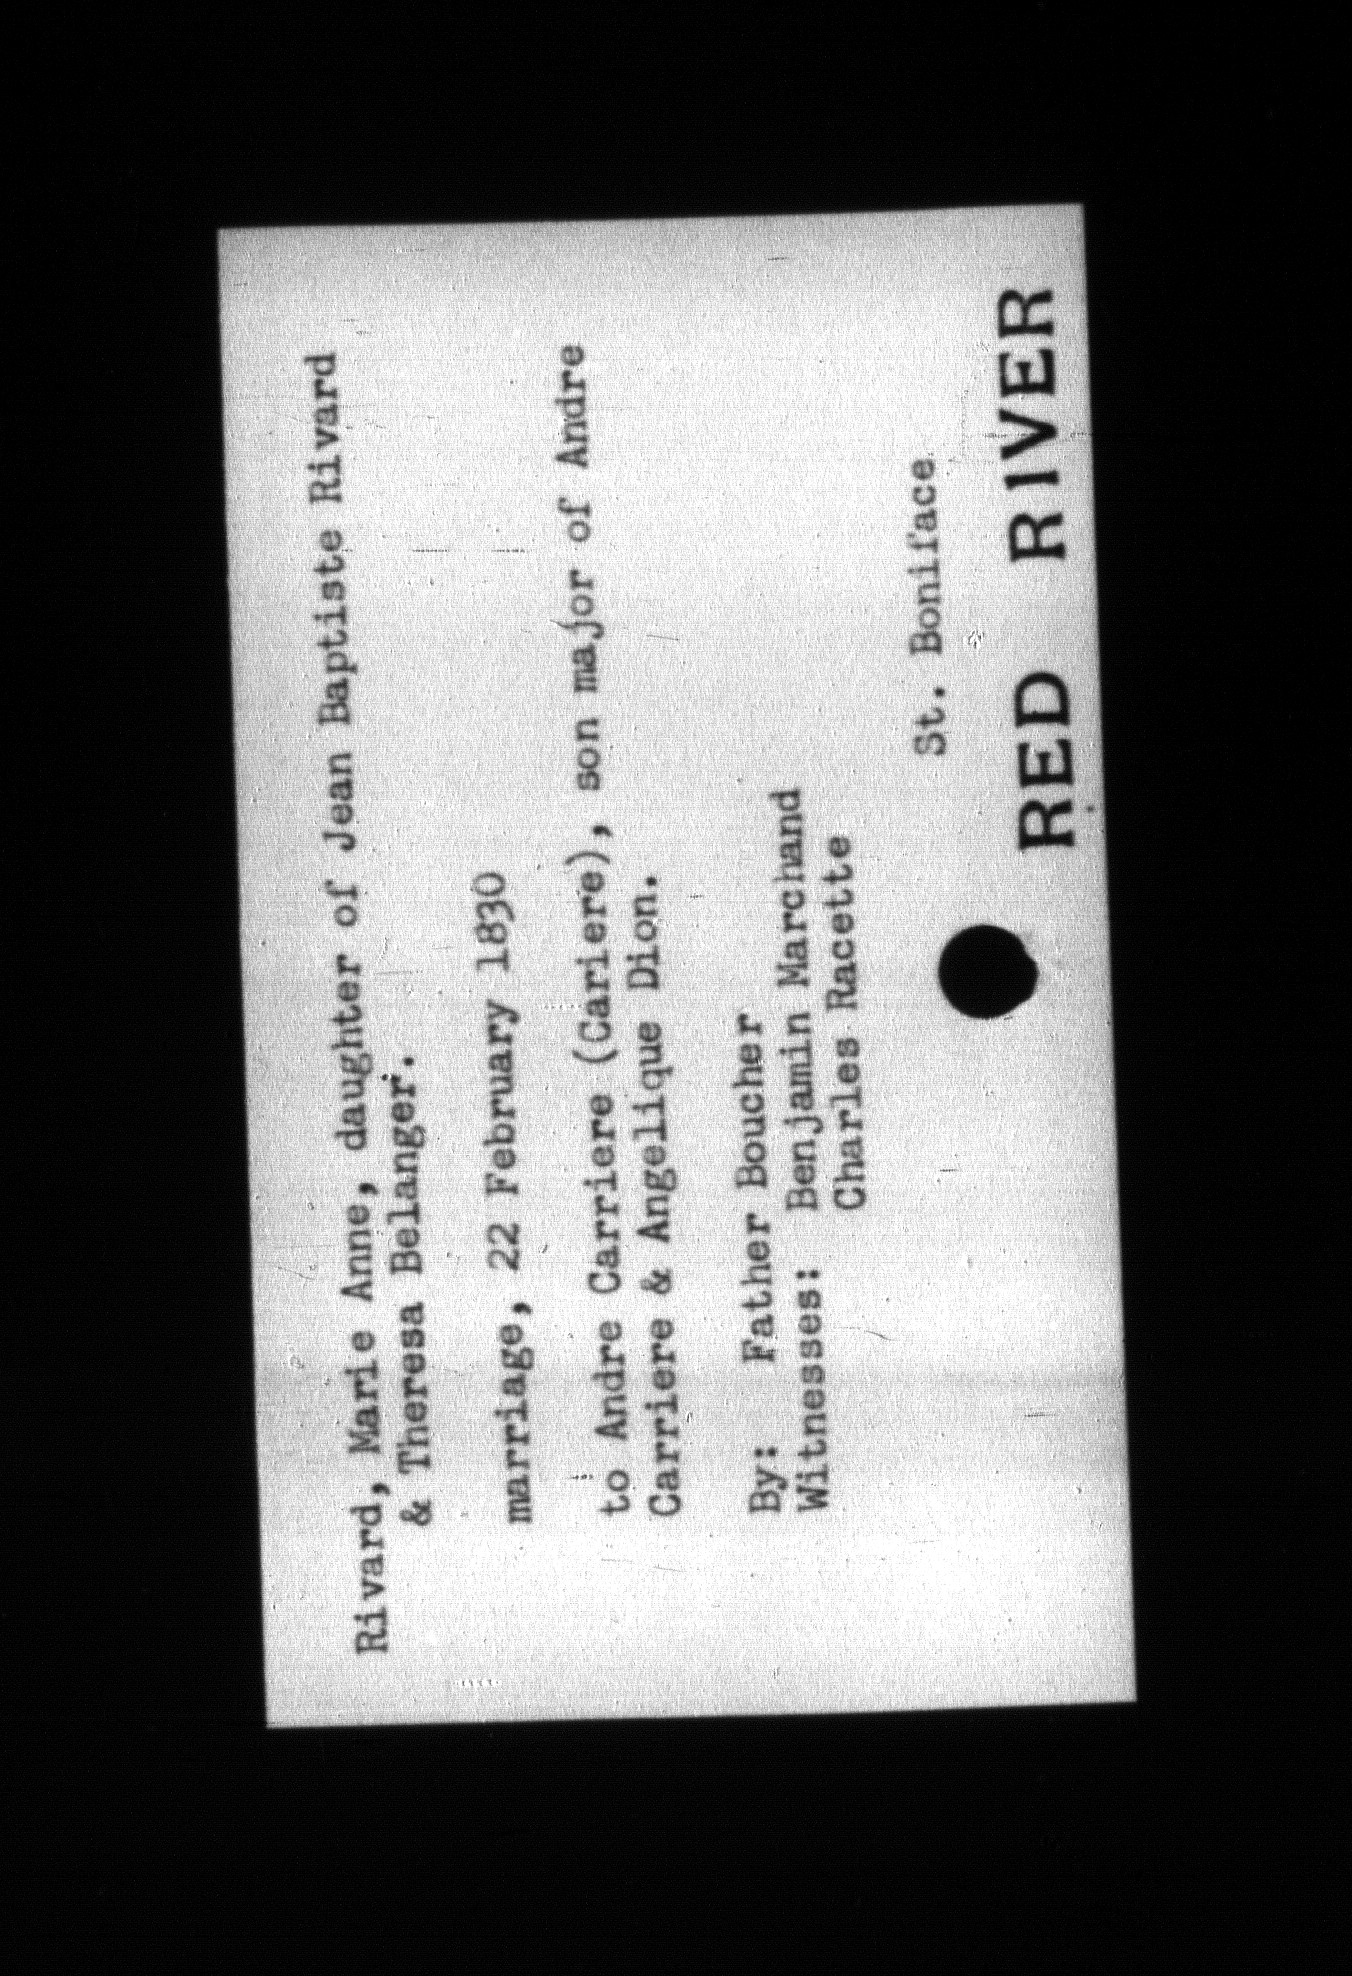 Rivard, Marie Anne, daughter of Jean Baptiste Rivard
& Theresa Belanger.
marriage, 22 February 1830
to Andre Carriere (Cariere), son major of Andre
Carriere & Angelique Dion.
By: Father Boucher
Witnesses: Benjamin Marchand
Charles Racette
St. Boniface
RED RIVER